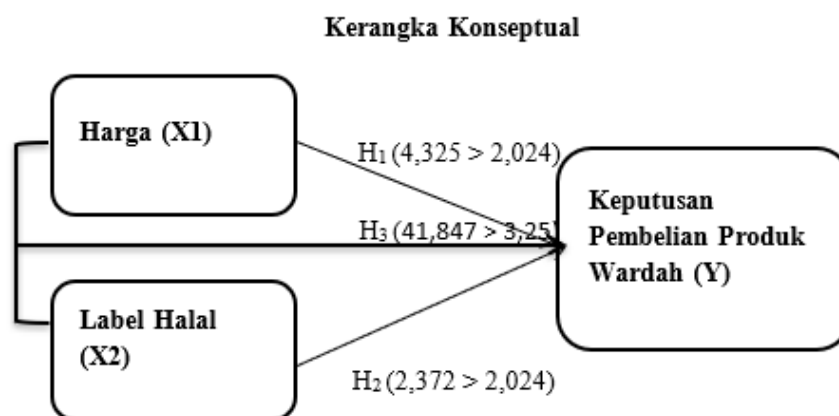 Kerangka Konseptual
Harga (X1)
H₁ (4,325 > 2,024)
Keputusan
Pembelian Produk
Wardah (Y)
H₃ (41,847 > 3,25)
Label Halal
(X2)
H₂ (2,372 > 2,024)